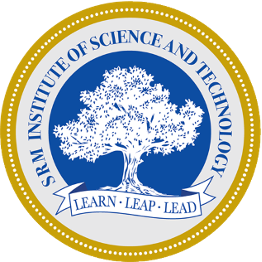 SRM INSTITUTE OF SCIENCE AND TECHNOLOGY
LEARN · LEAP · LEAD